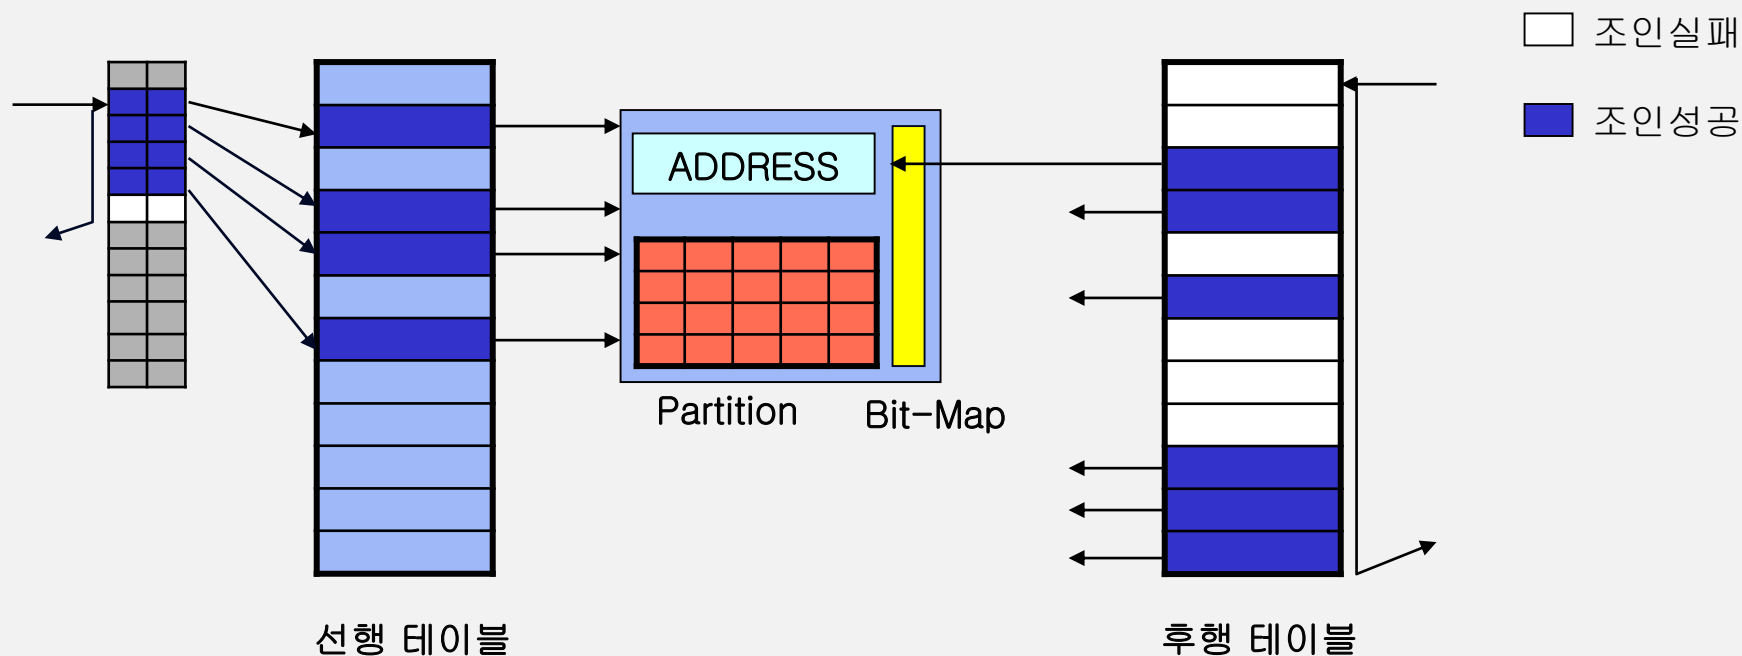 조인실패
조인성공
ADDRESS
Partition
Bit-Map
선행 테이블
후행 테이블